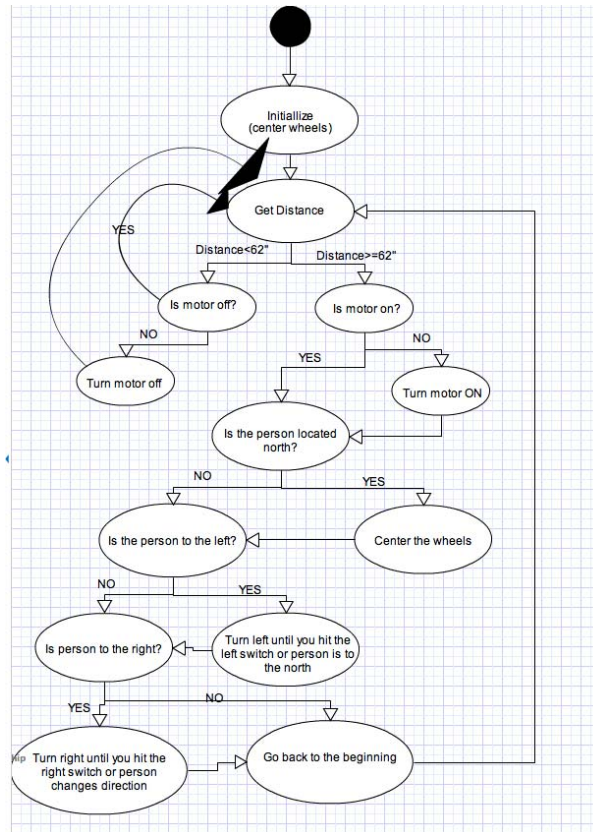 Initiallize
(center wheels)
Get Distance
YES
Distance<62"
Distance>=62"
Is motor off?
Is motor on?
NO
NO
YES
Turn motor off
Turn motor ON
Is the person located
north?
NO
YES
Is the person to the left?
Center the wheels
NO
YES
Is person to the right?
Turn left until you hit the
left switch or person is to
the north
YES
NO
Turn right until you hit the
right switch or person
changes direction
Go back to the beginning